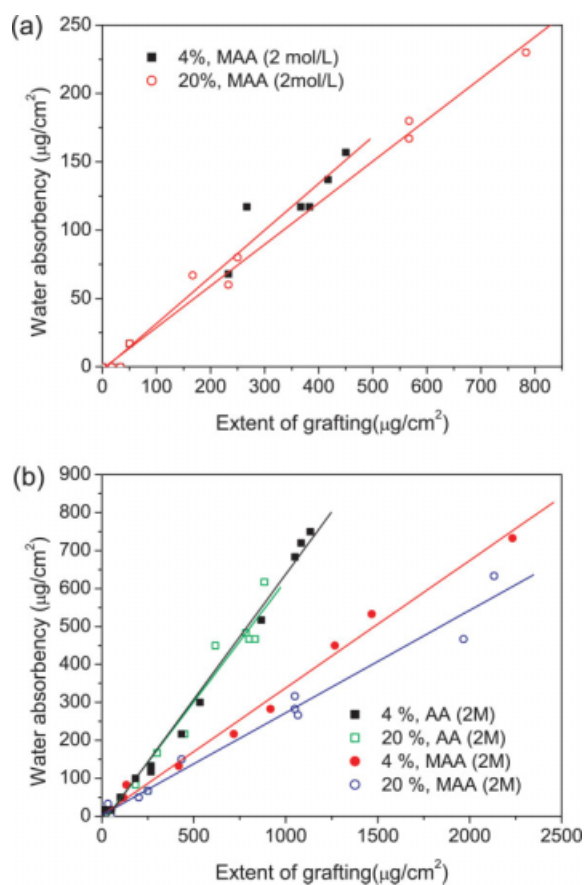 (a)
250
200
150
100
50
0
4%, MAA (2 mol/L)
20%, MAA (2mol/L)
Water absorbency (μg/cm²)
0 100 200 300 400 500 600 700 800
Extent of grafting(μg/cm²)
(b)
900
800
700
600
500
400
300
200
100
0
Water absorbency (μg/cm²)
4 %, AA (2M)
20 %, AA (2M)
4 %, MAA (2M)
20 %, MAA (2M)
0 500 1000 1500 2000 2500
Extent of grafting(μg/cm²)